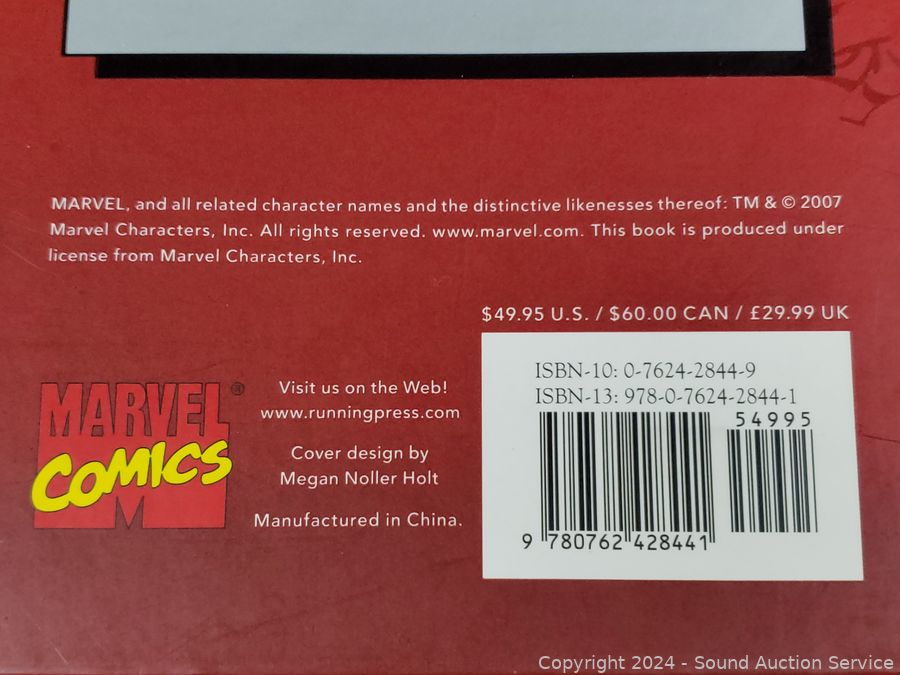 MARVEL, and all related character names and the distinctive likenesses thereof: TM & © 2007
Marvel Characters, Inc. All rights reserved. www.marvel.com. This book is produced under
license from Marvel Characters, Inc.
$49.95 U.S. / $60.00 CAN / £29.99 UK
ISBN-10: 0-7624-2844-9
ISBN-13: 978-0-7624-2844-1
54995
9 780762 428441
MARVEL®
COMICS
M
Visit us on the Web!
www.runningpress.com
Cover design by
Megan Noller Holt
Manufactured in China.
Copyright 2024 - Sound Auction Service